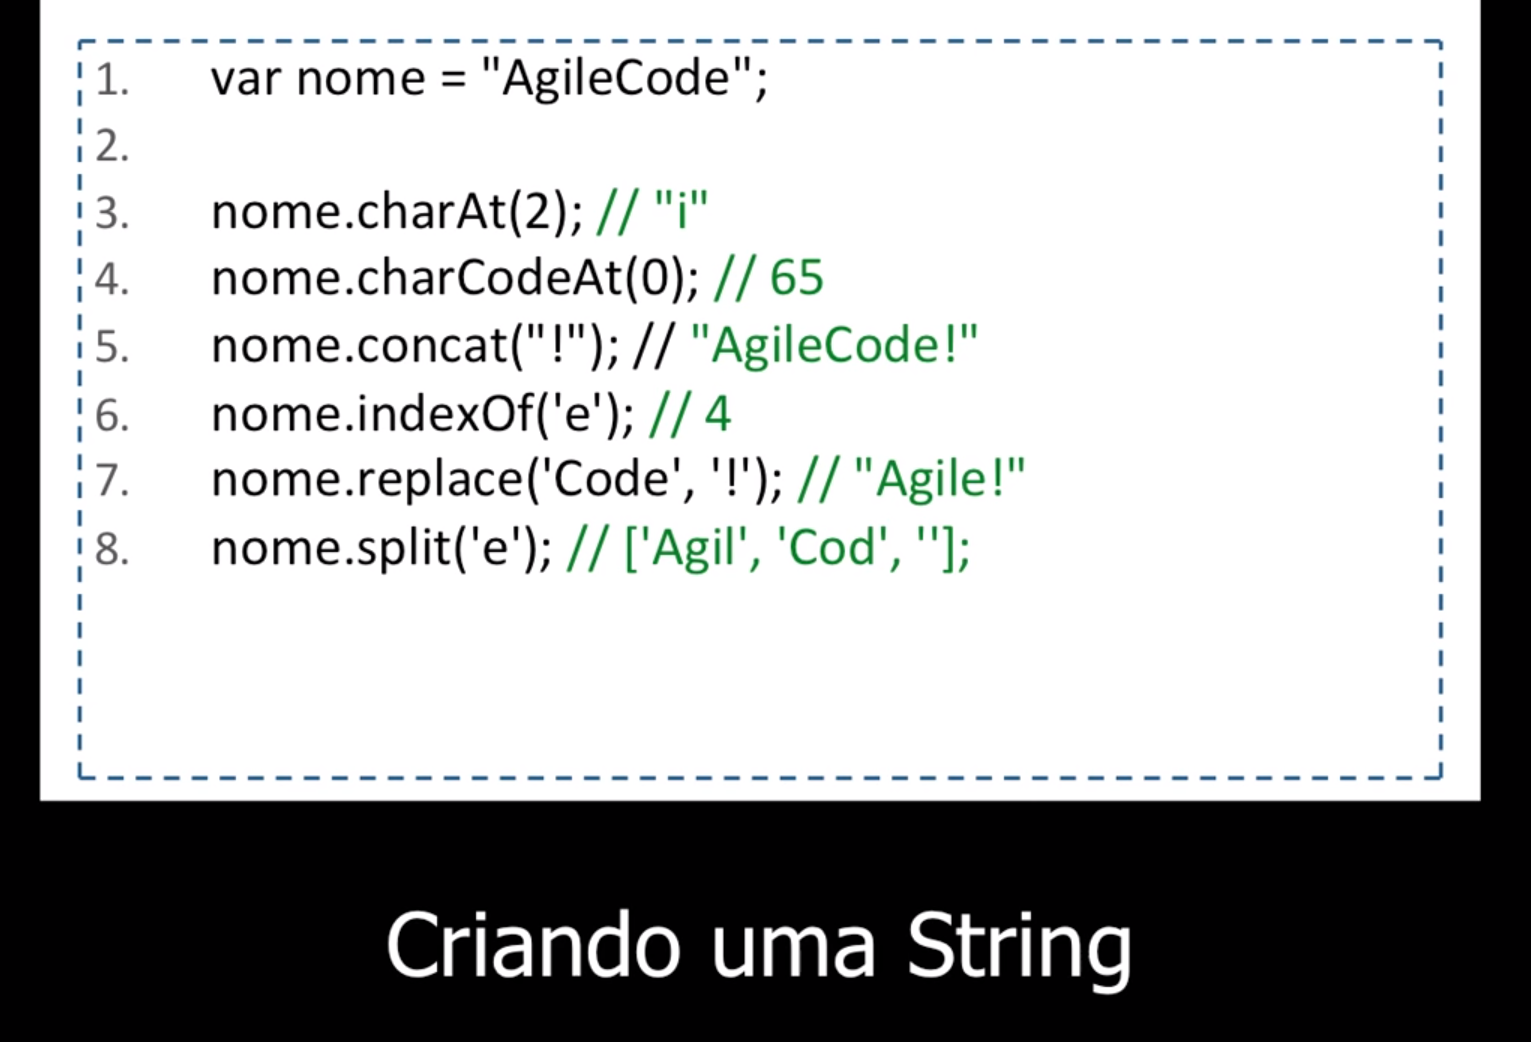 1. var nome = "AgileCode";
2.
3. nome.charAt(2); // "i"
4. nome.charCodeAt(0); // 65
5. nome.concat("!"); // "AgileCode!"
6. nome.indexOf('e'); // 4
7. nome.replace('Code', '!'); // "Agile!"
8. nome.split('e'); // ['Agil', 'Cod', ''];
Criando uma String